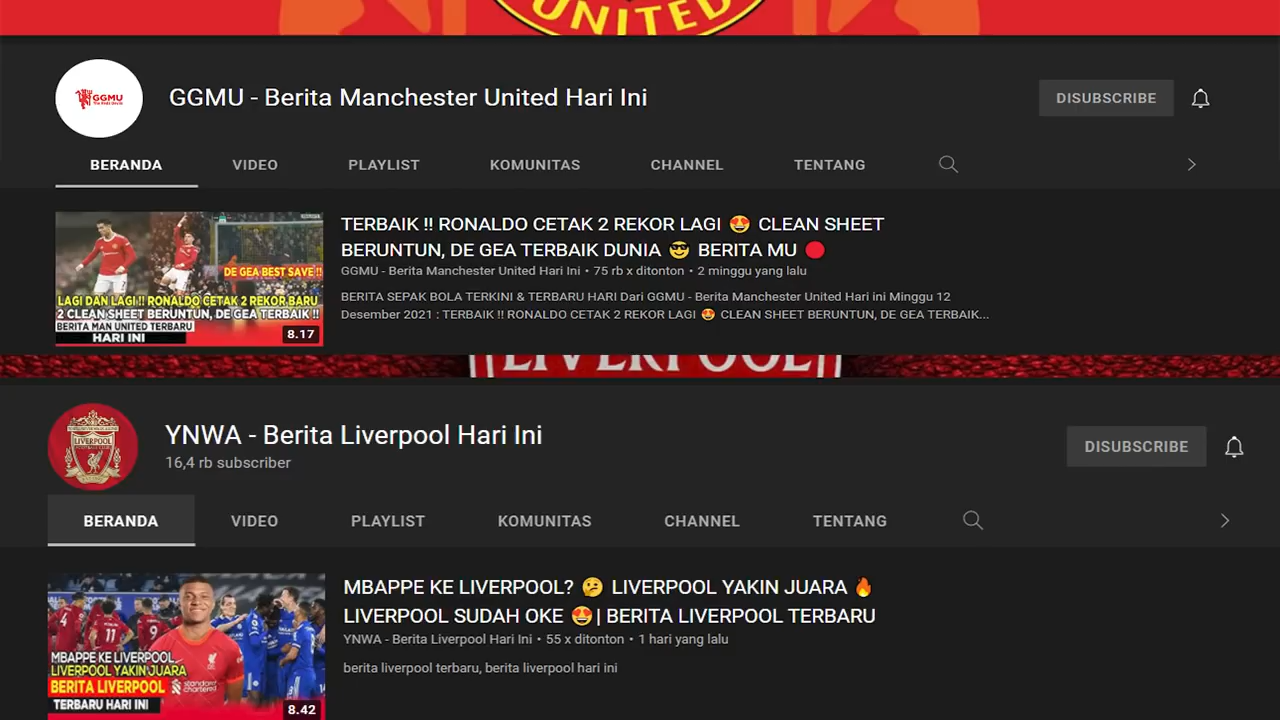 UNITED
GGMU
GGMU - Berita Manchester United Hari Ini
DISUBSCRIBE
BERANDA VIDEO PLAYLIST KOMUNITAS CHANNEL TENTANG
TERBAIK !! RONALDO CETAK 2 REKOR LAGI 🤩 CLEAN SHEET
BERUNTUN, DE GEA TERBAIK DUNIA 😎 BERITA MU 🔴
GGMU - Berita Manchester United Hari Ini • 75 rb x ditonton • 2 minggu yang lalu
BERITA SEPAK BOLA TERKINI & TERBARU HARI Dari GGMU - Berita Manchester United Hari ini Minggu 12
Desember 2021 : TERBAIK !! RONALDO CETAK 2 REKOR LAGI 🤩 CLEAN SHEET BERUNTUN, DE GEA TERBAIK...
DE GEA BEST SAVE !!
LAGI DAN LAGI !! RONALDO CETAK 2 REKOR BARU
2 CLEAN SHEET BERUNTUN, DE GEA TERBAIK !!
BERITA MAN UNITED TERBARU
HARI INI
8.17
LIVERPOOL
LIVERPOOL
YNWA - Berita Liverpool Hari Ini
16,4 rb subscriber
DISUBSCRIBE
BERANDA VIDEO PLAYLIST KOMUNITAS CHANNEL TENTANG
MBAPPE KE LIVERPOOL? 🤔 LIVERPOOL YAKIN JUARA 🔥
LIVERPOOL SUDAH OKE 🤩| BERITA LIVERPOOL TERBARU
YNWA - Berita Liverpool Hari Ini • 55 x ditonton • 1 hari yang lalu
berita liverpool terbaru, berita liverpool hari ini
4
11
9
MBAPPE KE LIVERPOOL,
LIVERPOOL YAKIN JUARA
BERITA LIVERPOOL
TERBARU HARI INI
standard
chartered
8.42